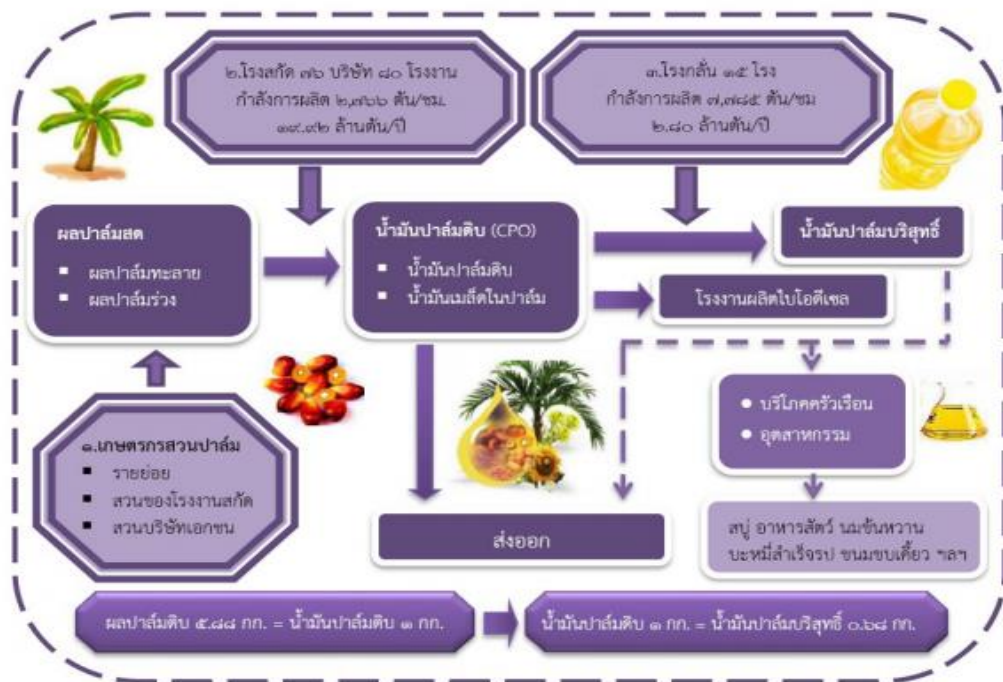 ๒.โรงสกัด ๗๖ บริษัท ๘๐ โรงงาน
กำลังการผลิต ๒,๗๖๖ ตัน/ชม.
๑๙.๙๒ ล้านตัน/ปี
๓.โรงกลั่น ๑๕ โรง
กำลังการผลิต ๗,๗๘๕ ตัน/ชม
๒.๘๐ ล้านตัน/ปี
ผลปาล์มสด
▪ ผลปาล์มทะลาย
▪ ผลปาล์มร่วง
น้ำมันปาล์มดิบ (CPO)
▪ น้ำมันปาล์มดิบ
▪ น้ำมันเมล็ดในปาล์ม
น้ำมันปาล์มบริสุทธิ์
โรงงานผลิตไบโอดีเซล
๑.เกษตรกรสวนปาล์ม
▪ รายย่อย
▪ สวนของโรงงานสกัด
▪ สวนบริษัทเอกชน
● บริโภคครัวเรือน
● อุตสาหกรรม
ส่งออก
สบู่ อาหารสัตว์ นมข้นหวาน
บะหมี่สำเร็จรูป ขนมขบเคี้ยว ฯลฯ
ผลปาล์มดิบ ๕.๘๘ กก. = น้ำมันปาล์มดิบ ๑ กก.
น้ำมันปาล์มดิบ ๑ กก. = น้ำมันปาล์มบริสุทธิ์ ๐.๖๘ กก.